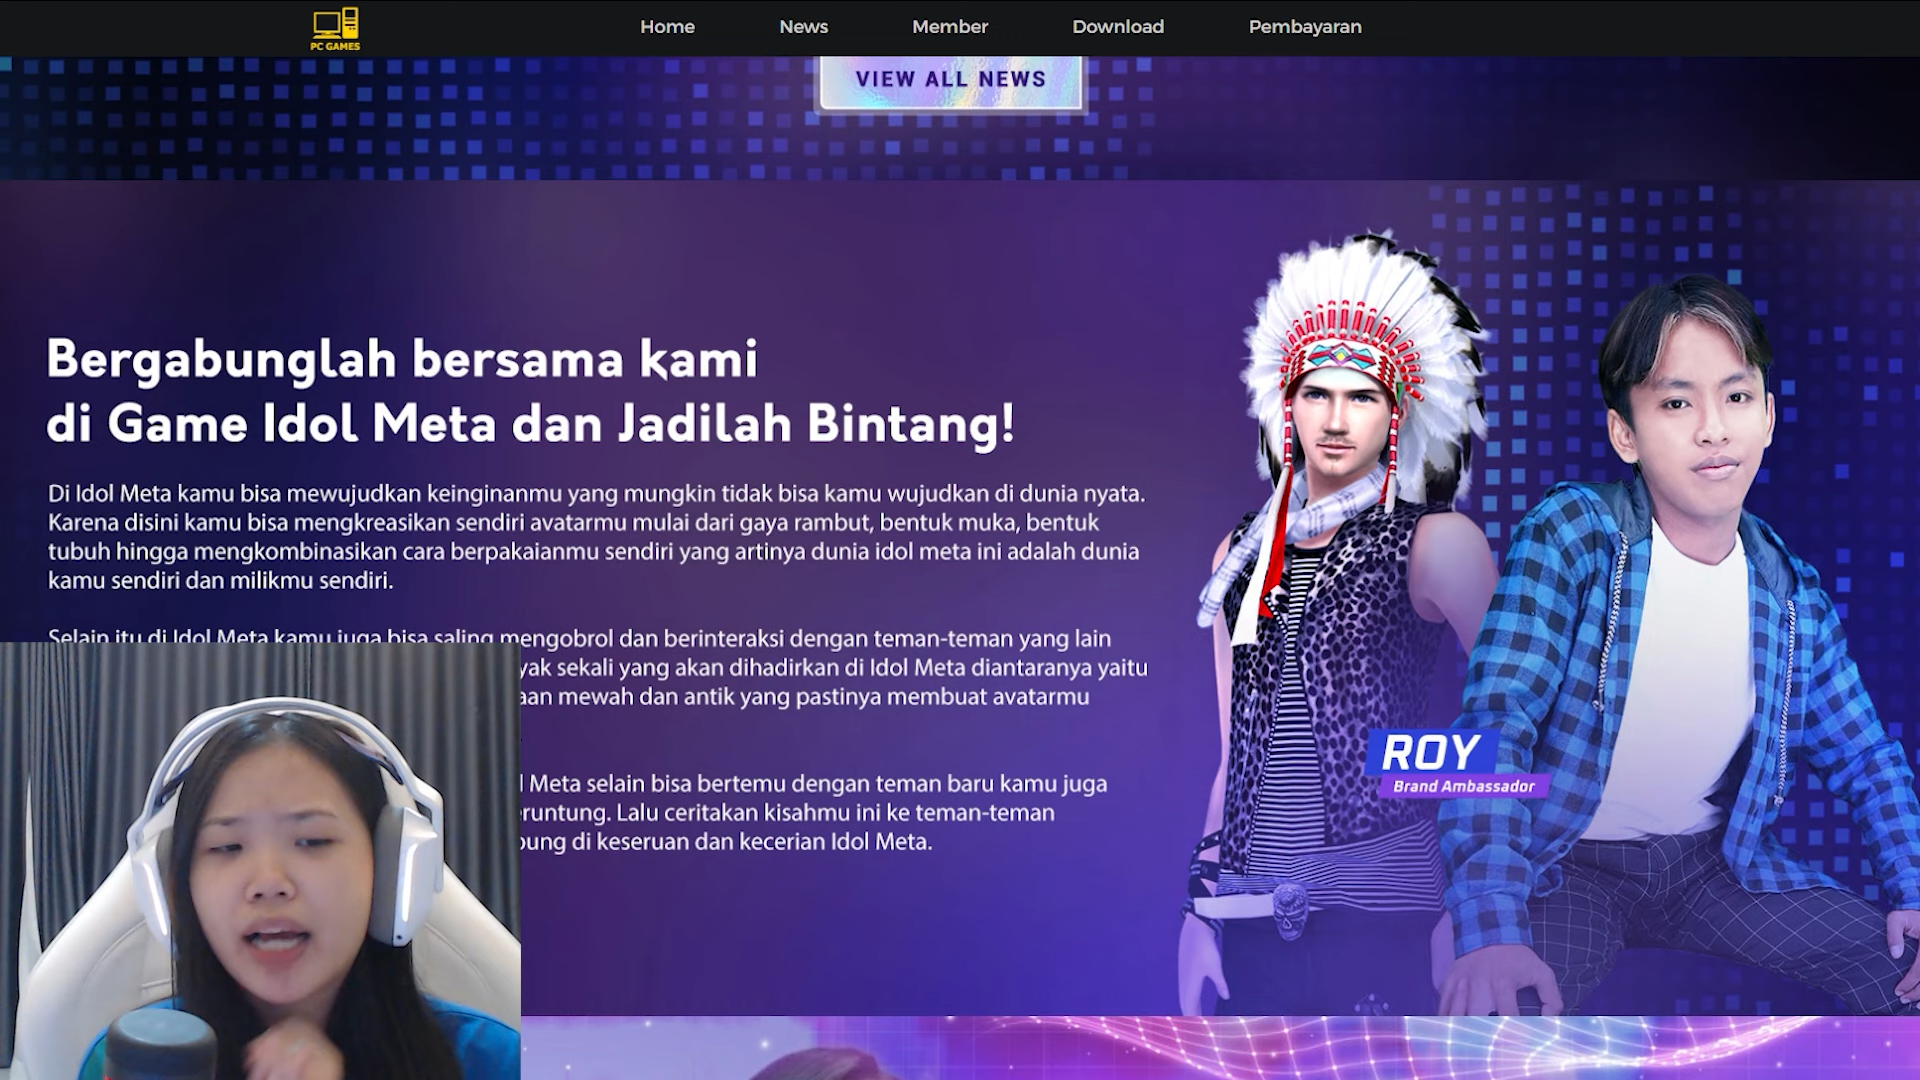 PC GAMES
Home
News
Member
Download
Pembayaran
VIEW ALL NEWS
Bergabunglah bersama kami
di Game Idol Meta dan Jadilah Bintang!
Di Idol Meta kamu bisa mewujudkan keinginanmu yang mungkin tidak bisa kamu wujudkan di dunia nyata.
Karena disini kamu bisa mengkreasikan sendiri avatarmu mulai dari gaya rambut, bentuk muka, bentuk
tubuh hingga mengkombinasikan cara berpakaianmu sendiri yang artinya dunia idol meta ini adalah dunia
kamu sendiri dan milikmu sendiri.
Selain itu di Idol Meta kamu juga bisa saling mengobrol dan berinteraksi dengan teman-teman yang lain
sekali yang akan dihadirkan di Idol Meta diantaranya yaitu
mewah dan antik yang pastinya membuat avatarmu
Meta selain bisa bertemu dengan teman baru kamu juga
Lalu ceritakan kisahmu ini ke teman-teman
di keseruan dan kecerian Idol Meta.
ROY
Brand Ambassador